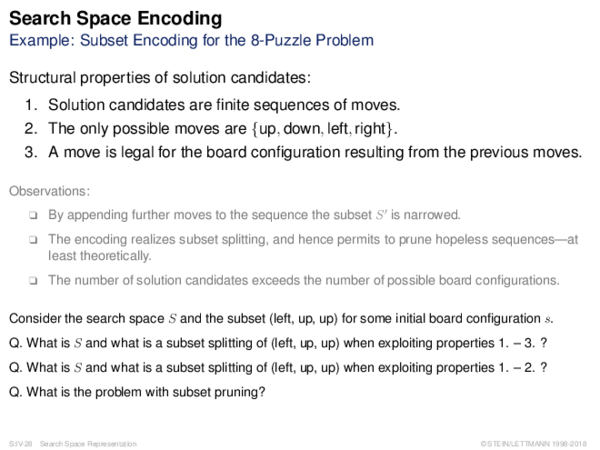 Search Space Encoding
Example: Subset Encoding for the 8-Puzzle Problem
Structural properties of solution candidates:
1. Solution candidates are finite sequences of moves.
2. The only possible moves are {up, down, left, right}.
3. A move is legal for the board configuration resulting from the previous moves.
Observations:
❑ By appending further moves to the sequence the subset S′ is narrowed.
❑ The encoding realizes subset splitting, and hence permits to prune hopeless sequences—at
least theoretically.
❑ The number of solution candidates exceeds the number of possible board configurations.
Consider the search space S and the subset (left, up, up) for some initial board configuration s.
Q. What is S and what is a subset splitting of (left, up, up) when exploiting properties 1. – 3. ?
Q. What is S and what is a subset splitting of (left, up, up) when exploiting properties 1. – 2. ?
Q. What is the problem with subset pruning?
S:IV-28 Search Space Representation © STEIN/LETTMANN 1998-2018